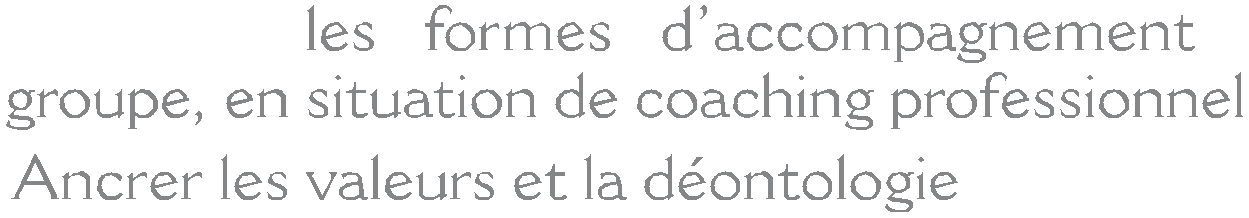 les formes d’accompagnement
groupe, en situation de coaching professionnel
Ancrer les valeurs et la déontologie